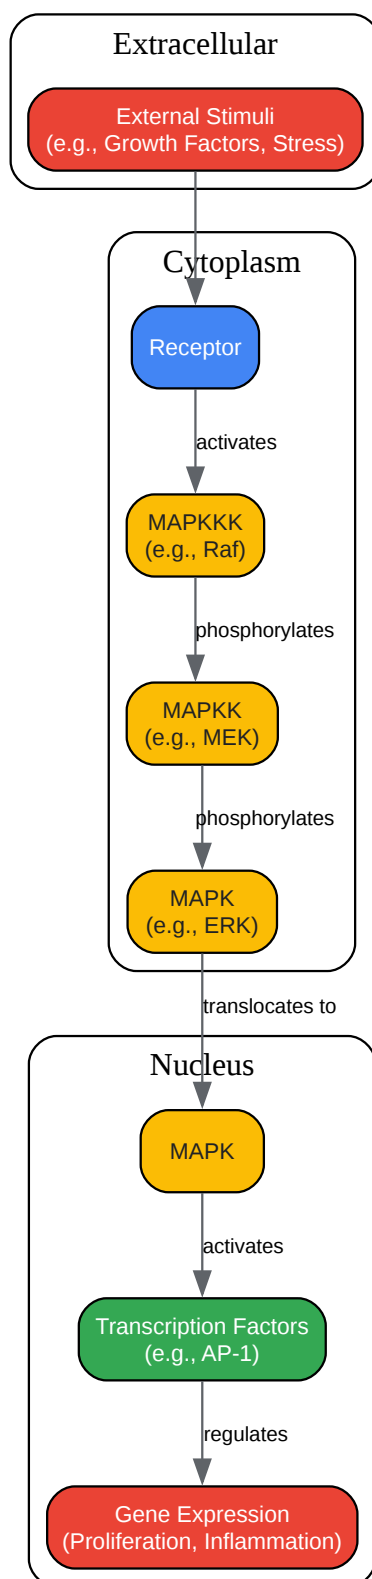 Extracellular
External Stimuli
(e.g., Growth Factors, Stress)
Cytoplasm
Receptor
activates
MAPKKK
(e.g., Raf)
phosphorylates
MAPKK
(e.g., MEK)
phosphorylates
MAPK
(e.g., ERK)
translocates to
Nucleus
MAPK
activates
Transcription Factors
(e.g., AP-1)
regulates
Gene Expression
(Proliferation, Inflammation)